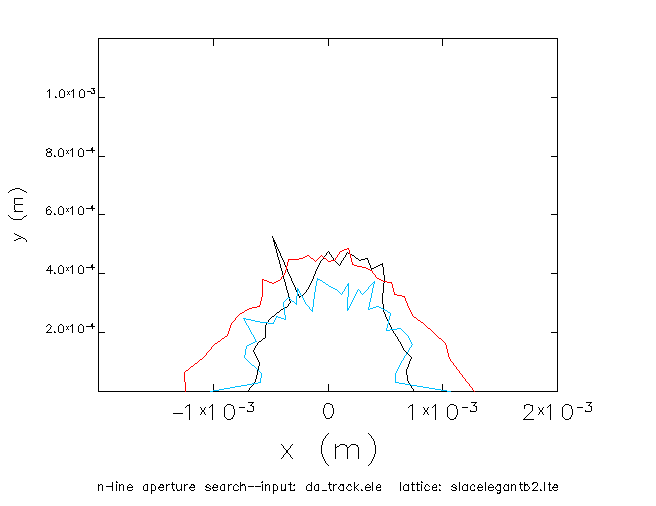 1.0×10⁻³
8.0×10⁻⁴
6.0×10⁻⁴
4.0×10⁻⁴
2.0×10⁻⁴
y (m)
−1×10⁻³ 0 1×10⁻³ 2×10⁻³
x (m)
n-line aperture search--input: da_track.ele lattice: slacelegantb2.lte